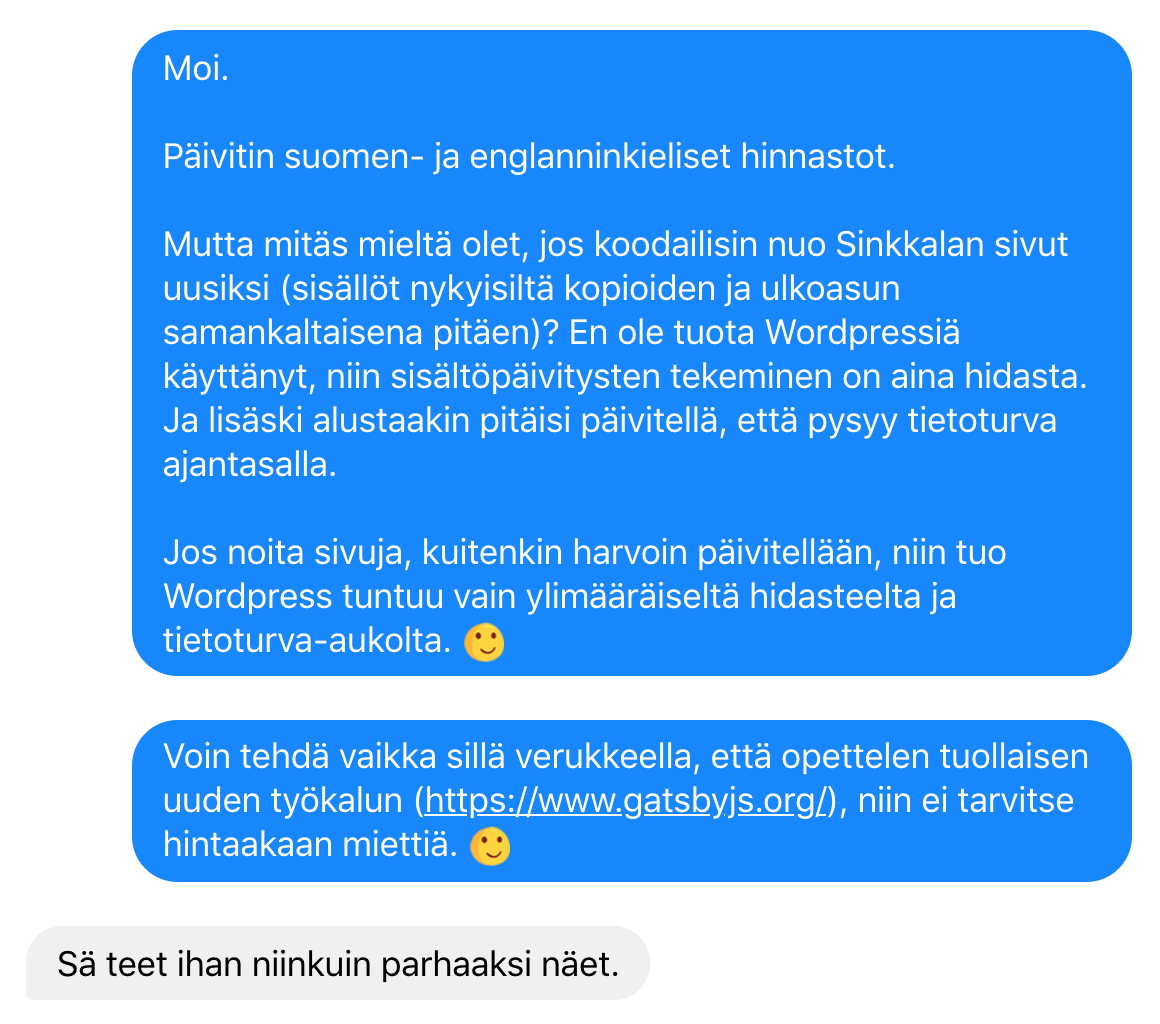 Moi.
Päivitin suomen- ja englanninkieliset hinnastot.
Mutta mitäs mieltä olet, jos koodailisin nuo Sinkkalan sivut
uusiksi (sisällöt nykyisiltä kopioiden ja ulkoasun
samankaltaisena pitäen)? En ole tuota Wordpressiä
käyttänyt, niin sisältöpäivitysten tekeminen on aina hidasta.
Ja lisäski alustaakin pitäisi päivitellä, että pysyy tietoturva
ajantasalla.
Jos noita sivuja, kuitenkin harvoin päivitellään, niin tuo
Wordpress tuntuu vain ylimääräiseltä hidasteelta ja
tietoturva-aukolta. 🙂
Voin tehdä vaikka sillä verukkeella, että opettelen tuollaisen
uuden työkalun (https://www.gatsbyjs.org/), niin ei tarvitse
hintaakaan miettiä. 🙂
Sä teet ihan niinkuin parhaaksi näet.